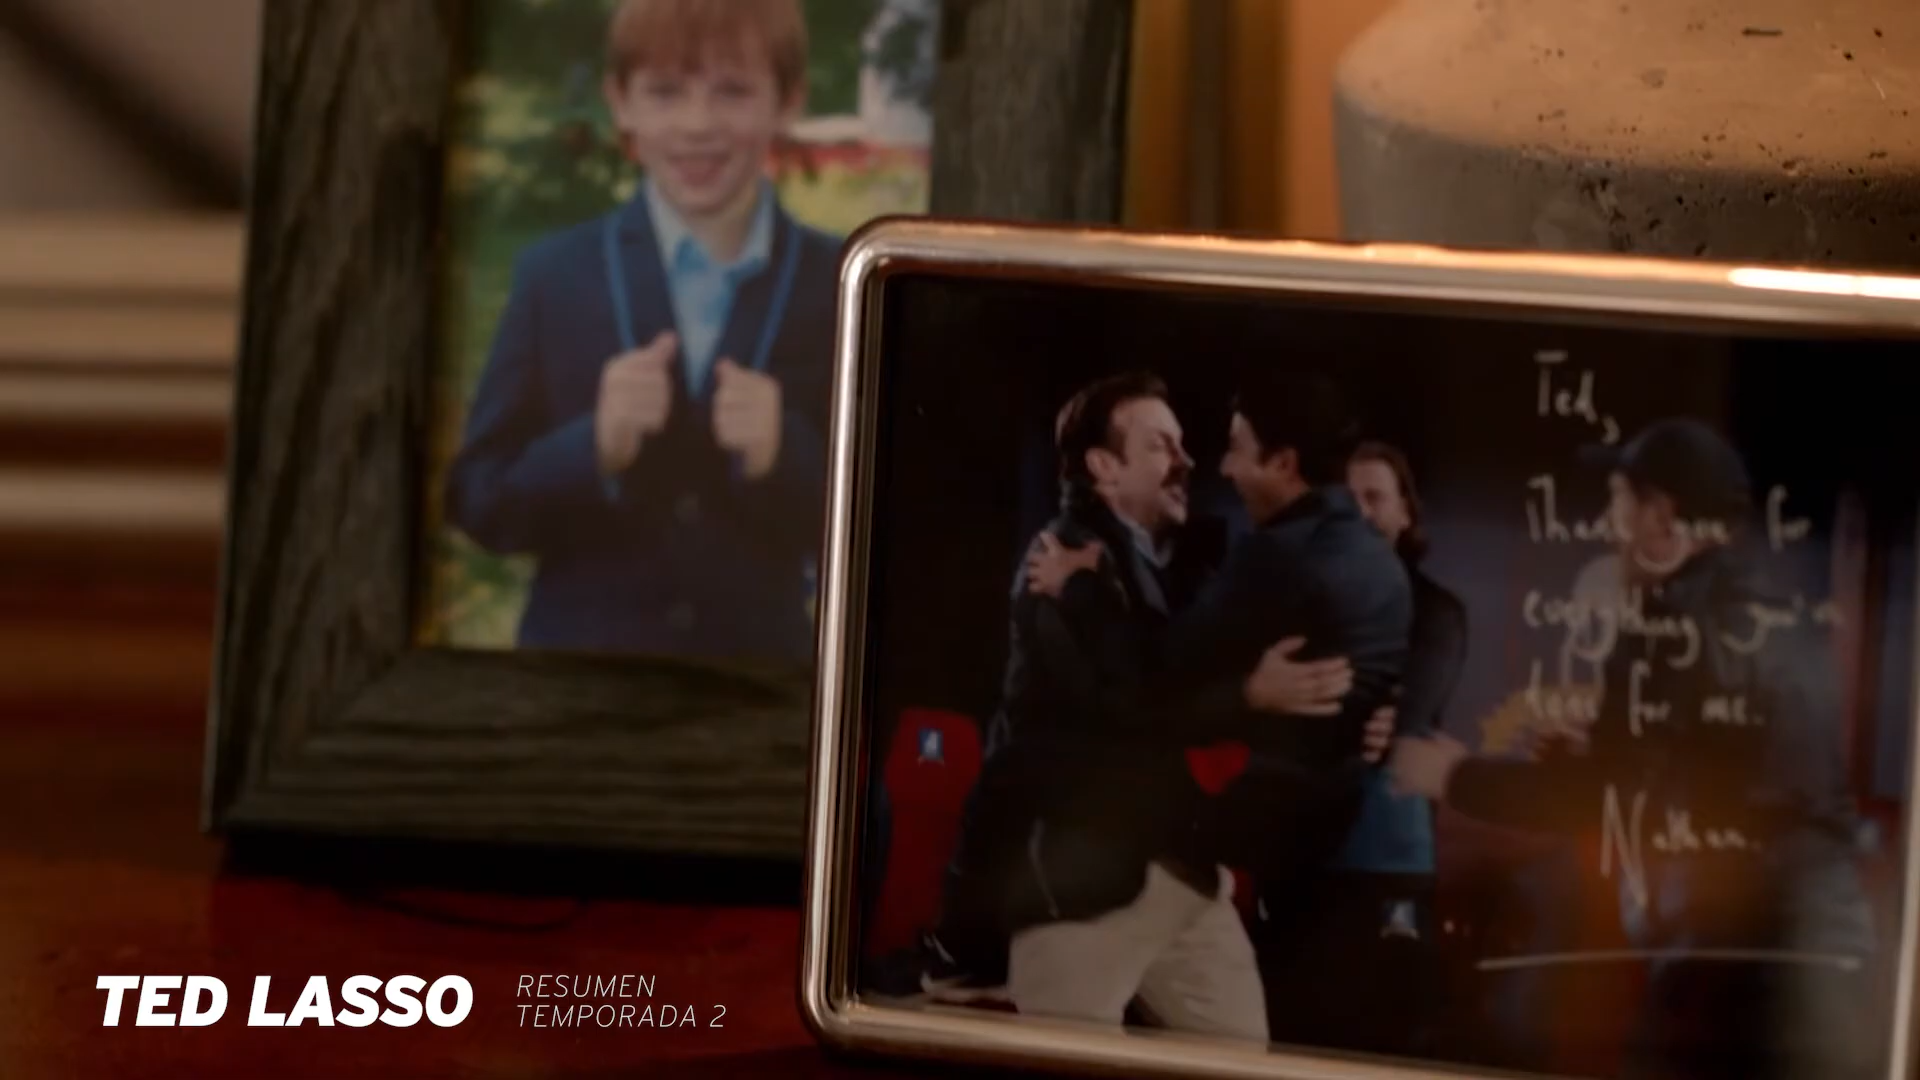 Ted,
Thank you for
everything you've
done for me.
Nathan.
TED LASSO
RESUMEN
TEMPORADA 2